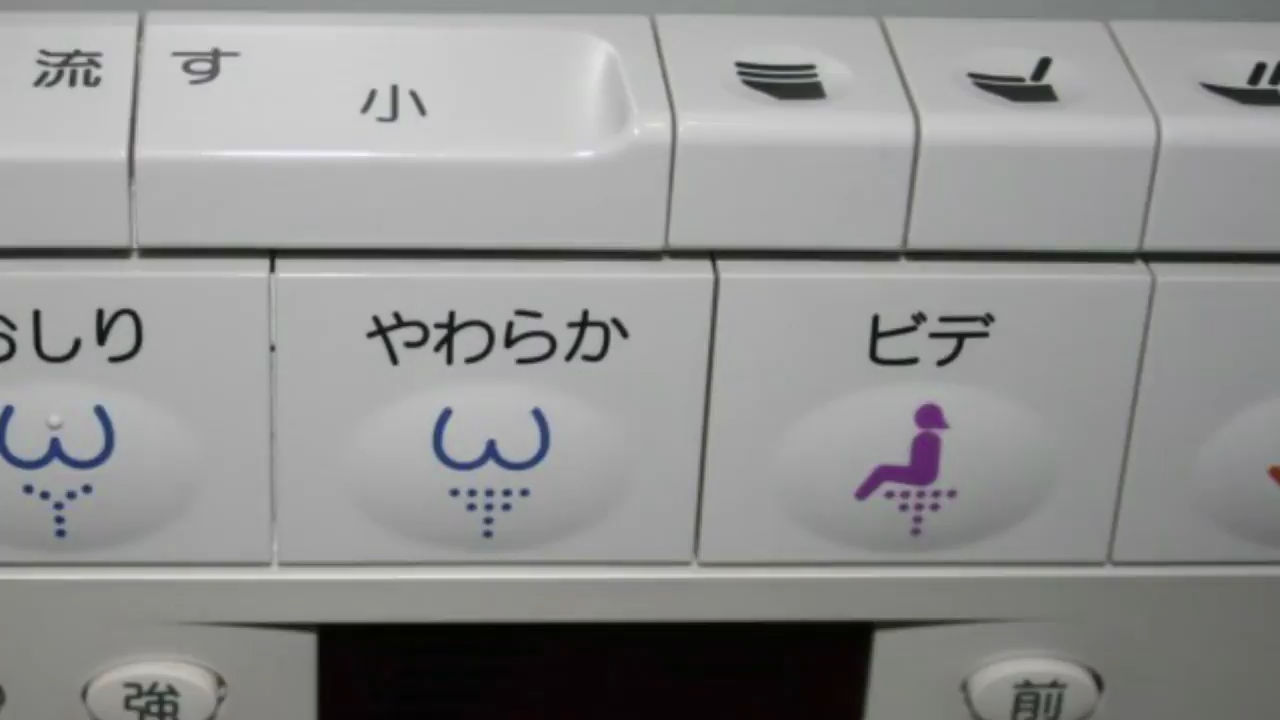 流す
小
おしり やわらか ビデ
強 前